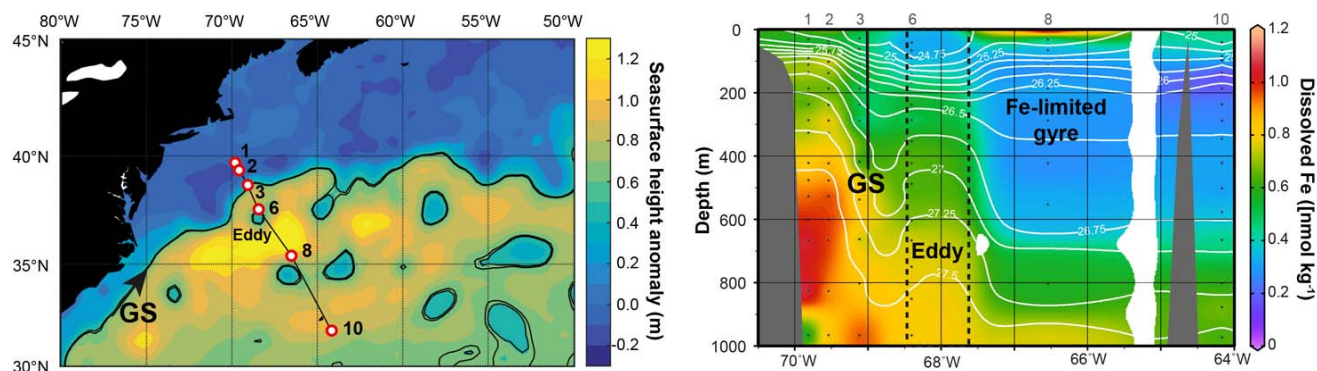 80°W 75°W 70°W 65°W 60°W 55°W 50°W
45°N
40°N
35°N
30°N
1
2
3
6
Eddy
8
10
GS
1.2
1.0
0.8
0.6
0.4
0.2
0.0
-0.2
Seasurface height anomaly (m)
1 2 3 6 8 10
0
200
400
600
800
1000
Depth (m)
25.75
25
24.75
25.25
25
26.25
26
26.5
Fe-limited
gyre
GS
27
27.25
26.75
Eddy
27.5
70°W 68°W 66°W 64°W
1.2
1.0
0.8
0.6
0.4
0.2
0
Dissolved Fe ([nmol kg⁻¹)